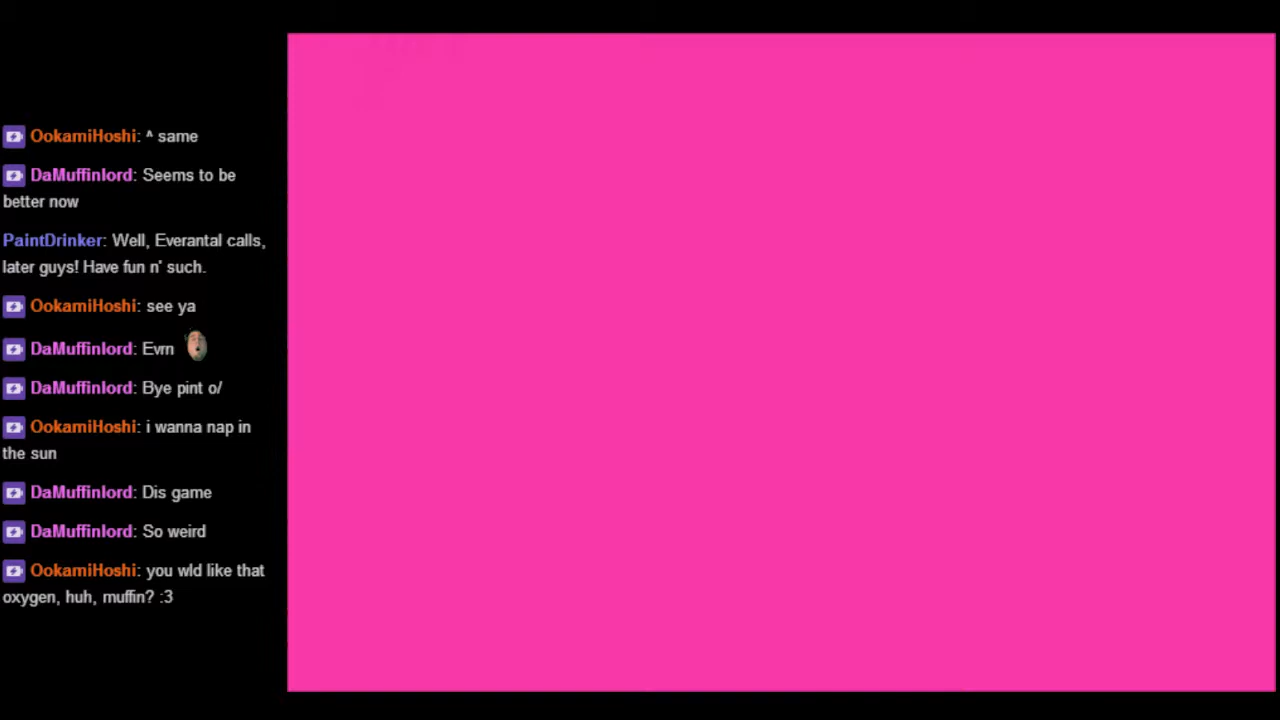 OokamiHoshi: ^ same
DaMuffinlord: Seems to be
better now
PaintDrinker: Well, Everantal calls,
later guys! Have fun n' such.
OokamiHoshi: see ya
DaMuffinlord: Evrn
DaMuffinlord: Bye pint o/
OokamiHoshi: i wanna nap in
the sun
DaMuffinlord: Dis game
DaMuffinlord: So weird
OokamiHoshi: you wld like that
oxygen, huh, muffin? :3